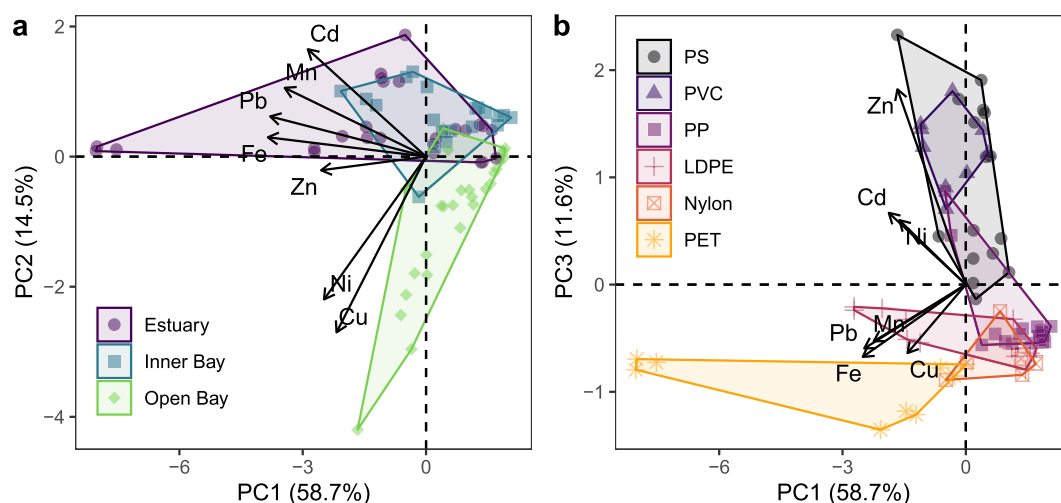 a
2
0
−2
−4
PC2 (14.5%)
Cd
Mn
Pb
Fe
Zn
Ni
Cu
Estuary
Inner Bay
Open Bay
−6
−3
0
PC1 (58.7%)
b
2
1
0
−1
PC3 (11.6%)
PS
PVC
PP
LDPE
Nylon
PET
Zn
Cd
Ni
Mn
Pb
Fe
Cu
−6
−3
0
PC1 (58.7%)